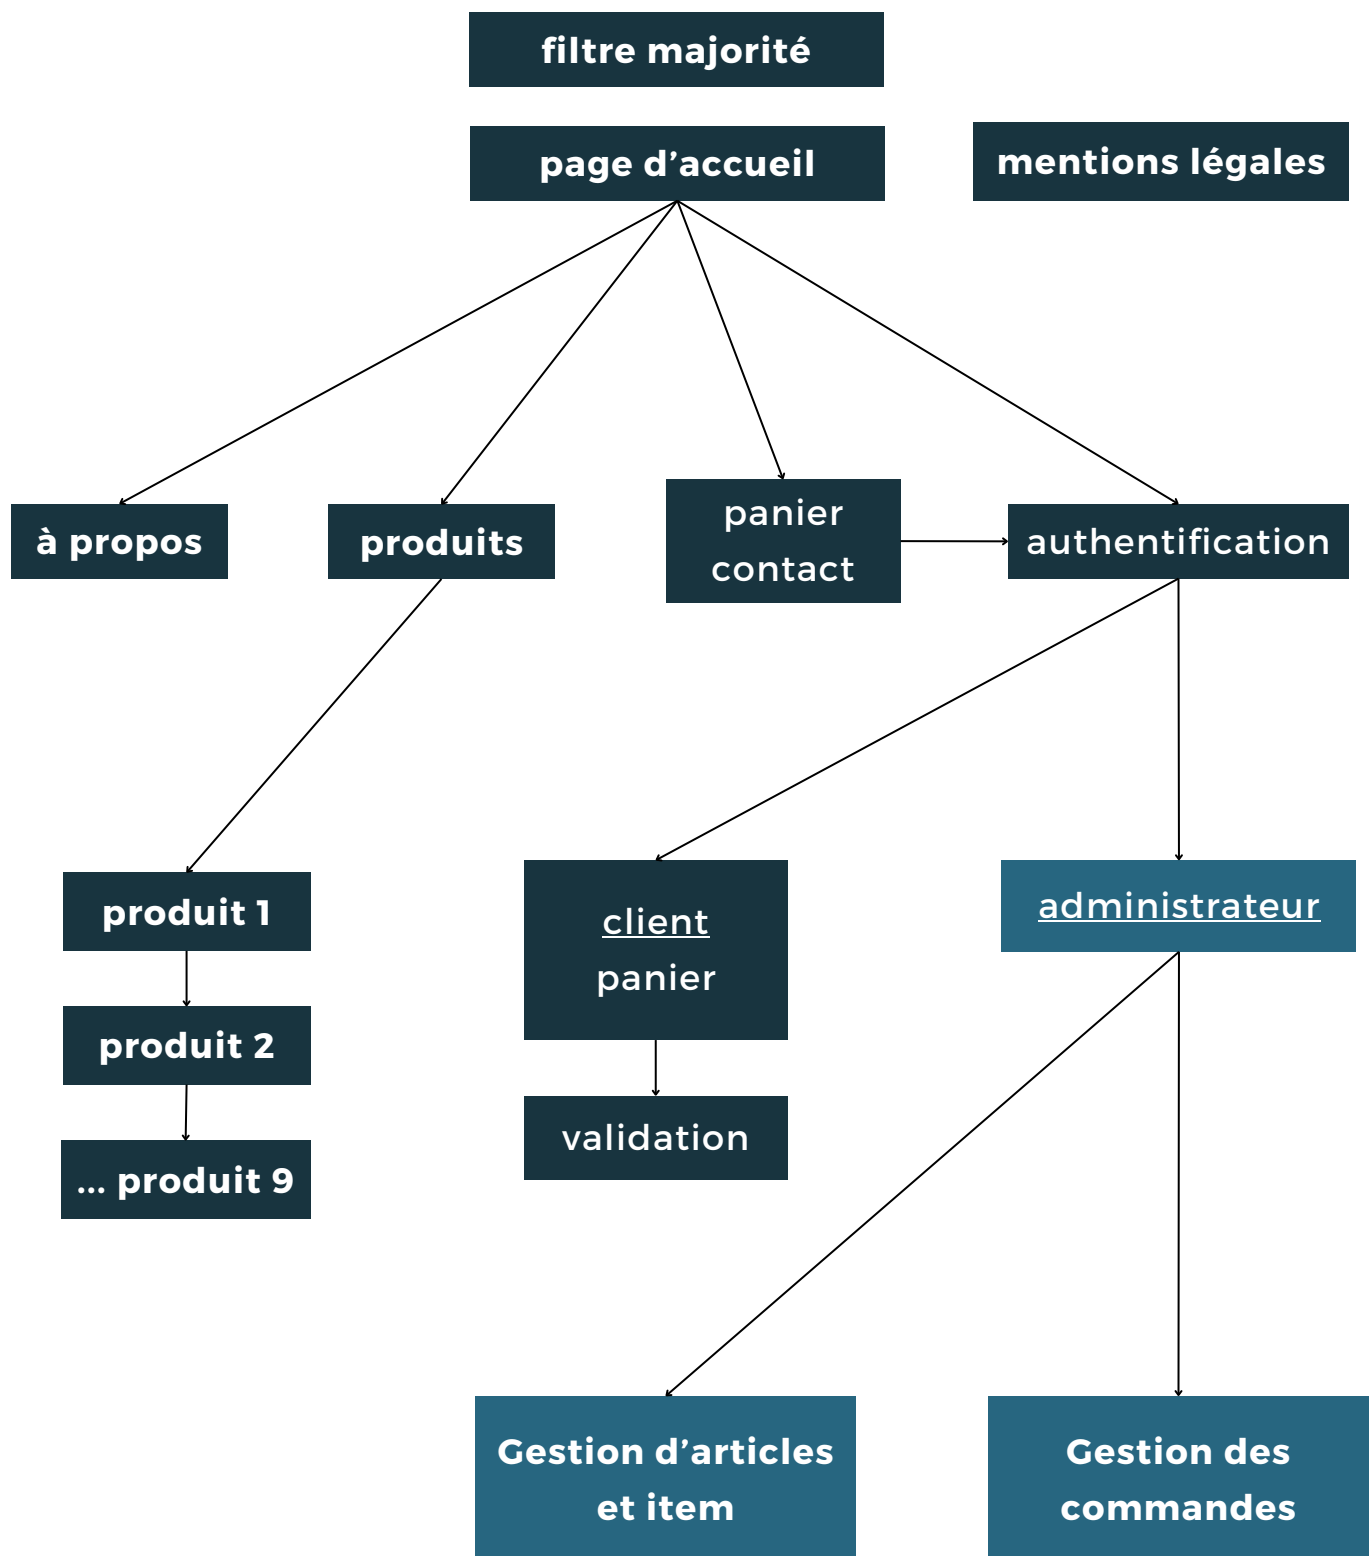 filtre majorité
page d’accueil
mentions légales
à propos
produits
panier
contact
authentification
produit 1
produit 2
... produit 9
client
panier
validation
administrateur
Gestion d’articles
et item
Gestion des
commandes